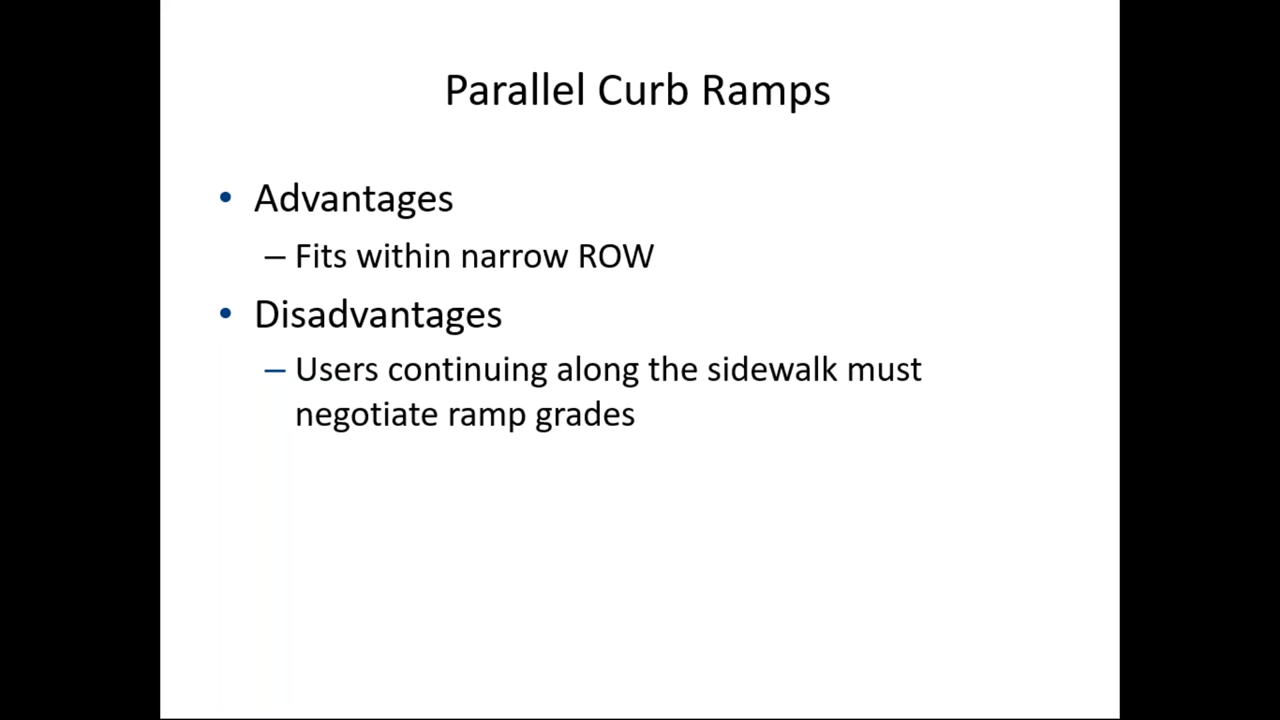 Parallel Curb Ramps
• Advantages
– Fits within narrow ROW
• Disadvantages
– Users continuing along the sidewalk must
negotiate ramp grades